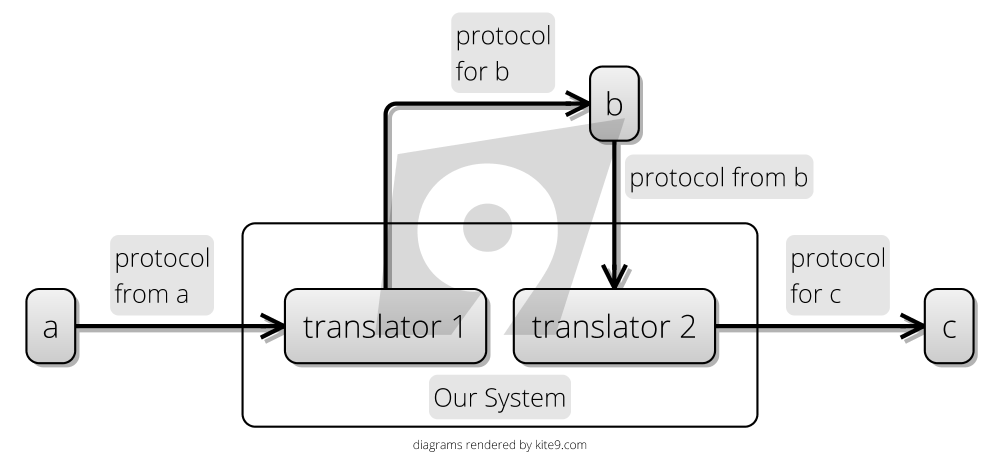 protocol
for b
b
protocol from b
protocol
from a
protocol
for c
a
translator 1
translator 2
c
Our System
diagrams rendered by kite9.com